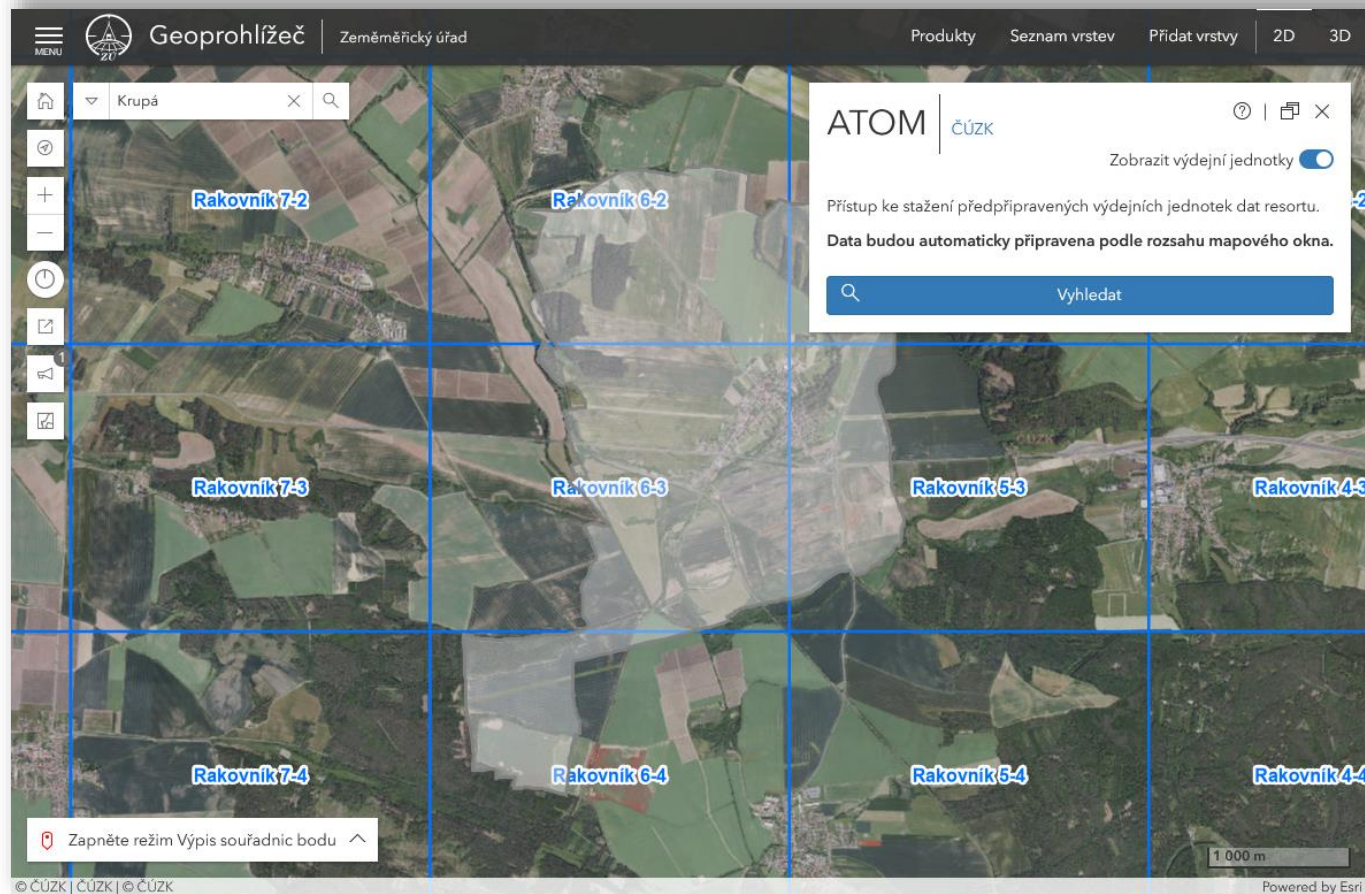 MENU
ZÚ
Geoprohlížeč
Zeměměřický úřad
Produkty
Seznam vrstev
Přidat vrstvy
2D
3D
Krupá
ATOM
ČÚZK
Zobrazit výdejní jednotky
Přístup ke stažení předpřipravených výdejních jednotek dat resortu.
Data budou automaticky připravena podle rozsahu mapového okna.
Vyhledat
1
Rakovník 7-2
Rakovník 6-2
-2
Rakovník 7-3
Rakovník 6-3
Rakovník 5-3
Rakovník 4-3
Rakovník 7-4
Rakovník 6-4
Rakovník 5-4
Rakovník 4-4
Zapněte režim Výpis souřadnic bodu
1 000 m
© ČÚZK | ČÚZK | © ČÚZK
Powered by Esri